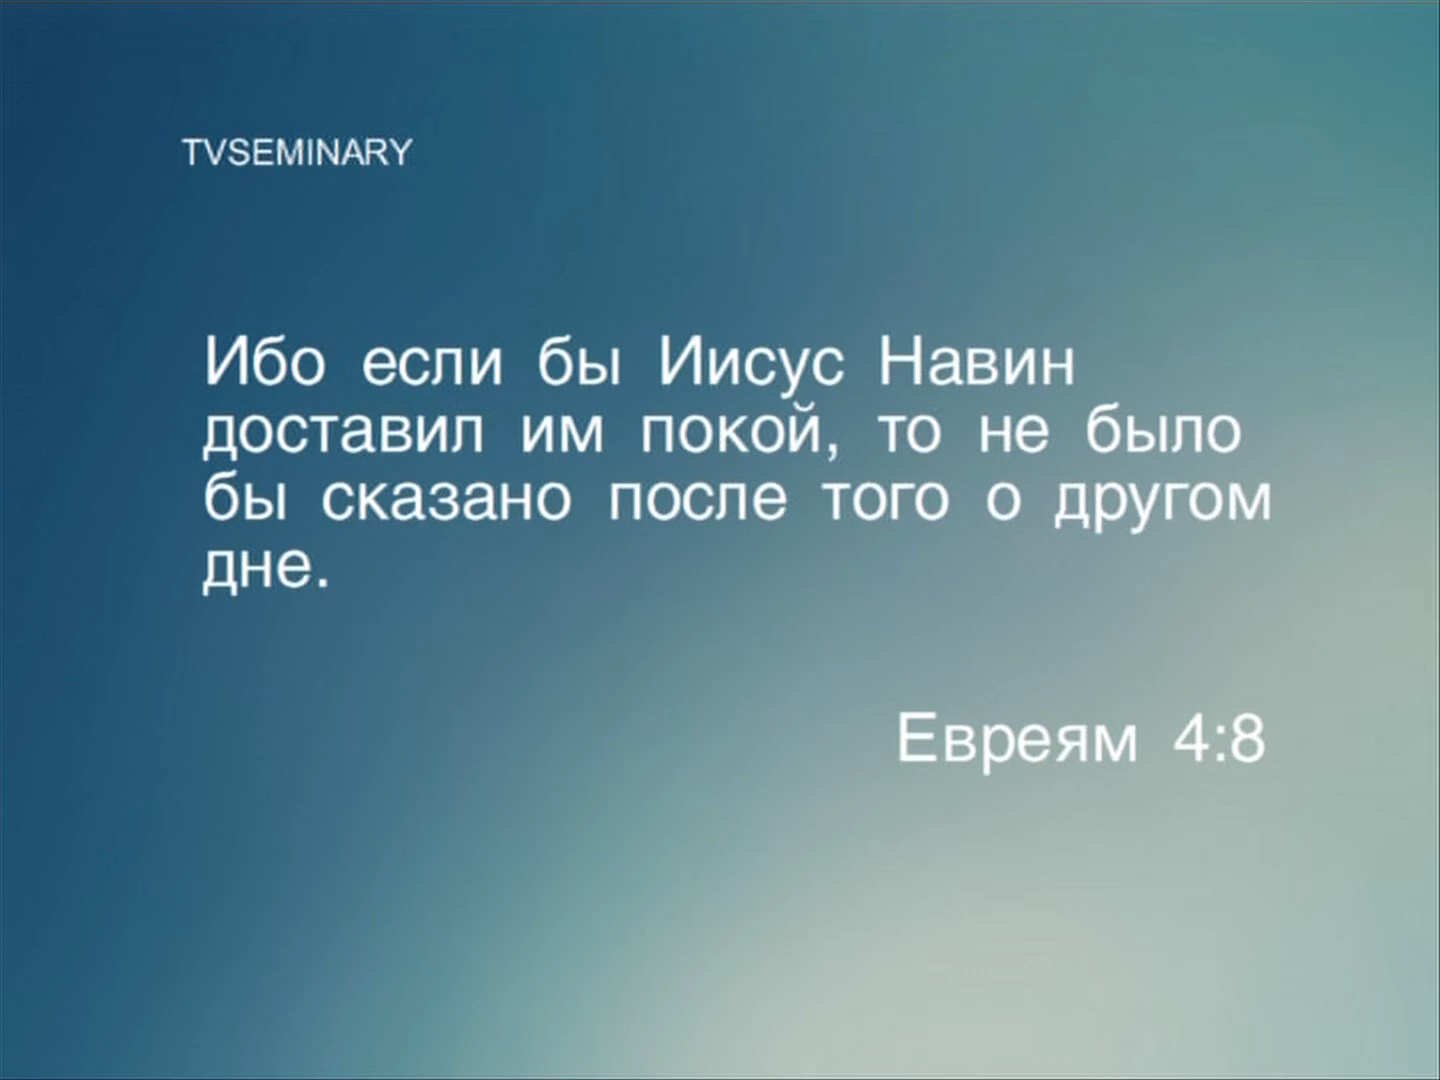 TVSEMINARY
Ибо если бы Иисус Навин
доставил им покой, то не было
бы сказано после того о другом
дне.
Евреям 4:8